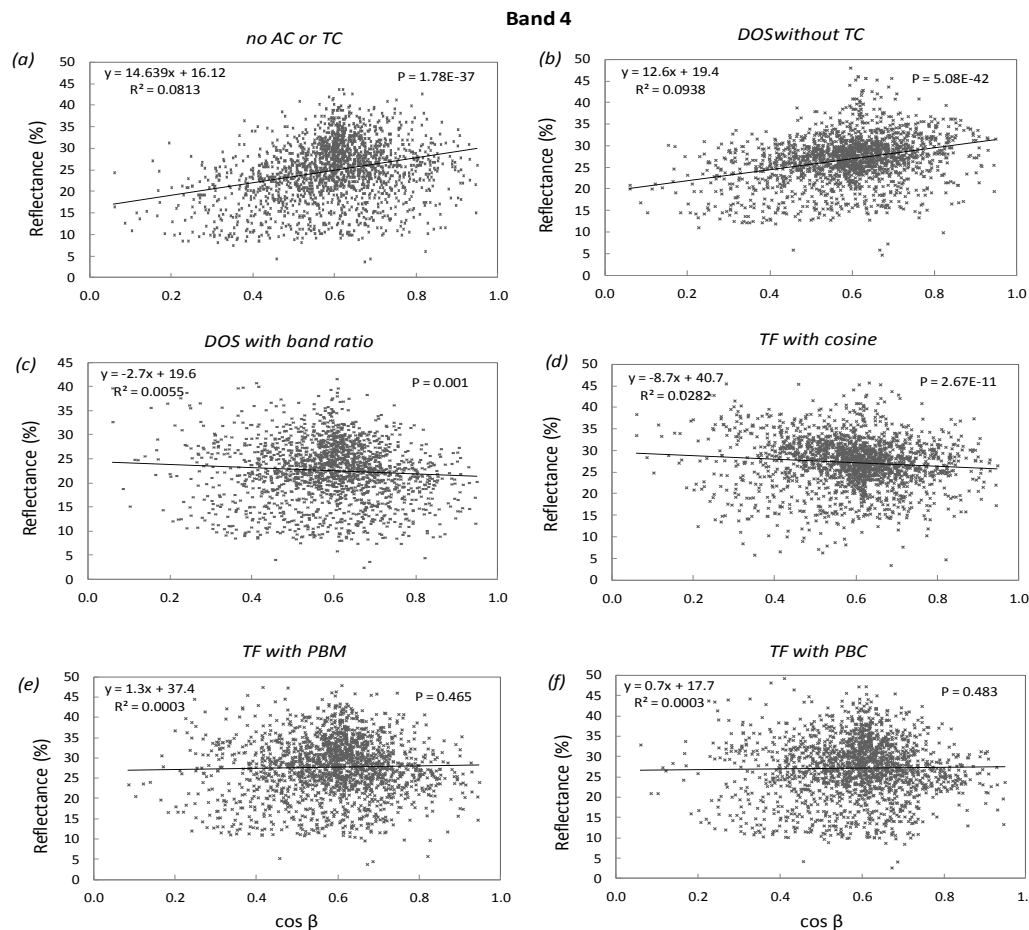 Band 4
no AC or TC
(a)
y = 14.639x + 16.12
R² = 0.0813
P = 1.78E-37
Reflectance (%)
50
45
40
35
30
25
20
15
10
5
0
0.0 0.2 0.4 0.6 0.8 1.0
DOSwithout TC
(b)
y = 12.6x + 19.4
R² = 0.0938
P = 5.08E-42
Reflectance (%)
50
45
40
35
30
25
20
15
10
5
0
0.0 0.2 0.4 0.6 0.8 1.0
DOS with band ratio
(c)
y = -2.7x + 19.6
R² = 0.0055
P = 0.001
Reflectance (%)
45
40
35
30
25
20
15
10
5
0
0.0 0.2 0.4 0.6 0.8 1.0
TF with cosine
(d)
y = -8.7x + 40.7
R² = 0.0282
P = 2.67E-11
Reflectance (%)
50
45
40
35
30
25
20
15
10
5
0
0.0 0.2 0.4 0.6 0.8 1.0
TF with PBM
(e)
y = 1.3x + 37.4
R² = 0.0003
P = 0.465
Reflectance (%)
50
45
40
35
30
25
20
15
10
5
0
0.0 0.2 0.4 0.6 0.8 1.0
cos β
TF with PBC
(f)
y = 0.7x + 17.7
R² = 0.0003
P = 0.483
Reflectance (%)
50
45
40
35
30
25
20
15
10
5
0
0.0 0.2 0.4 0.6 0.8 1.
cos β